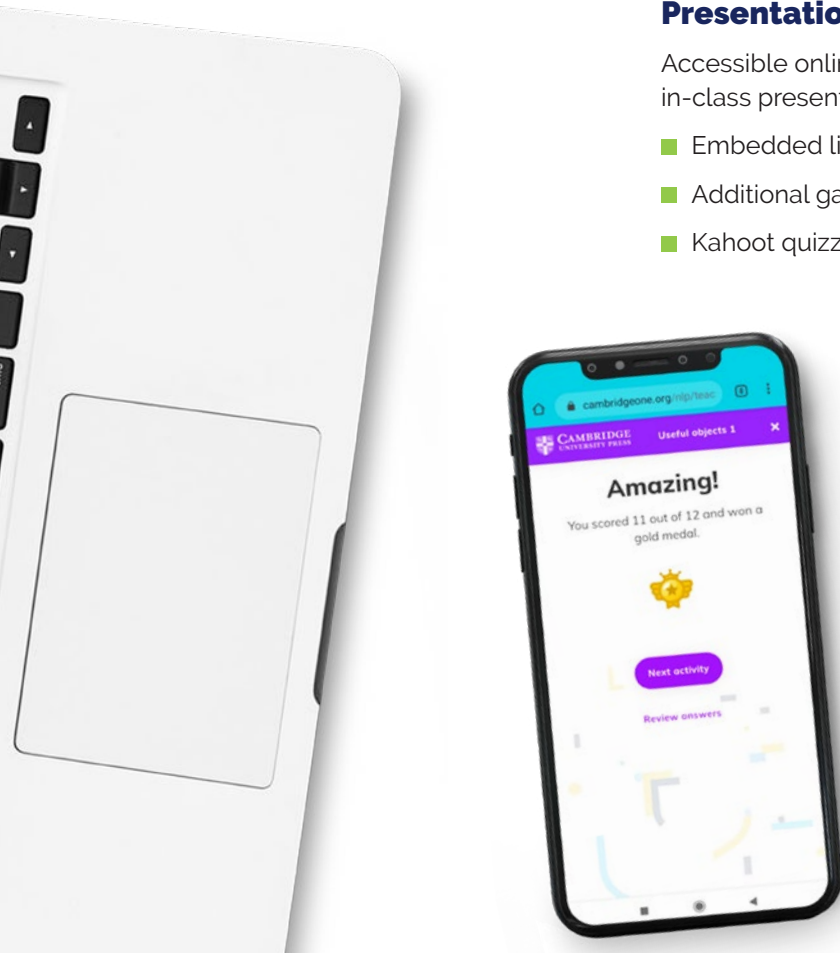 Presentatio
Accessible onlin
in-class present
Embedded li
Additional ga
Kahoot quizz
cambridgeone.org/nlp/teac
CAMBRIDGE
UNIVERSITY PRESS
Useful objects 1
Amazing!
You scored 11 out of 12 and won a
gold medal.
Next activity
Review answers